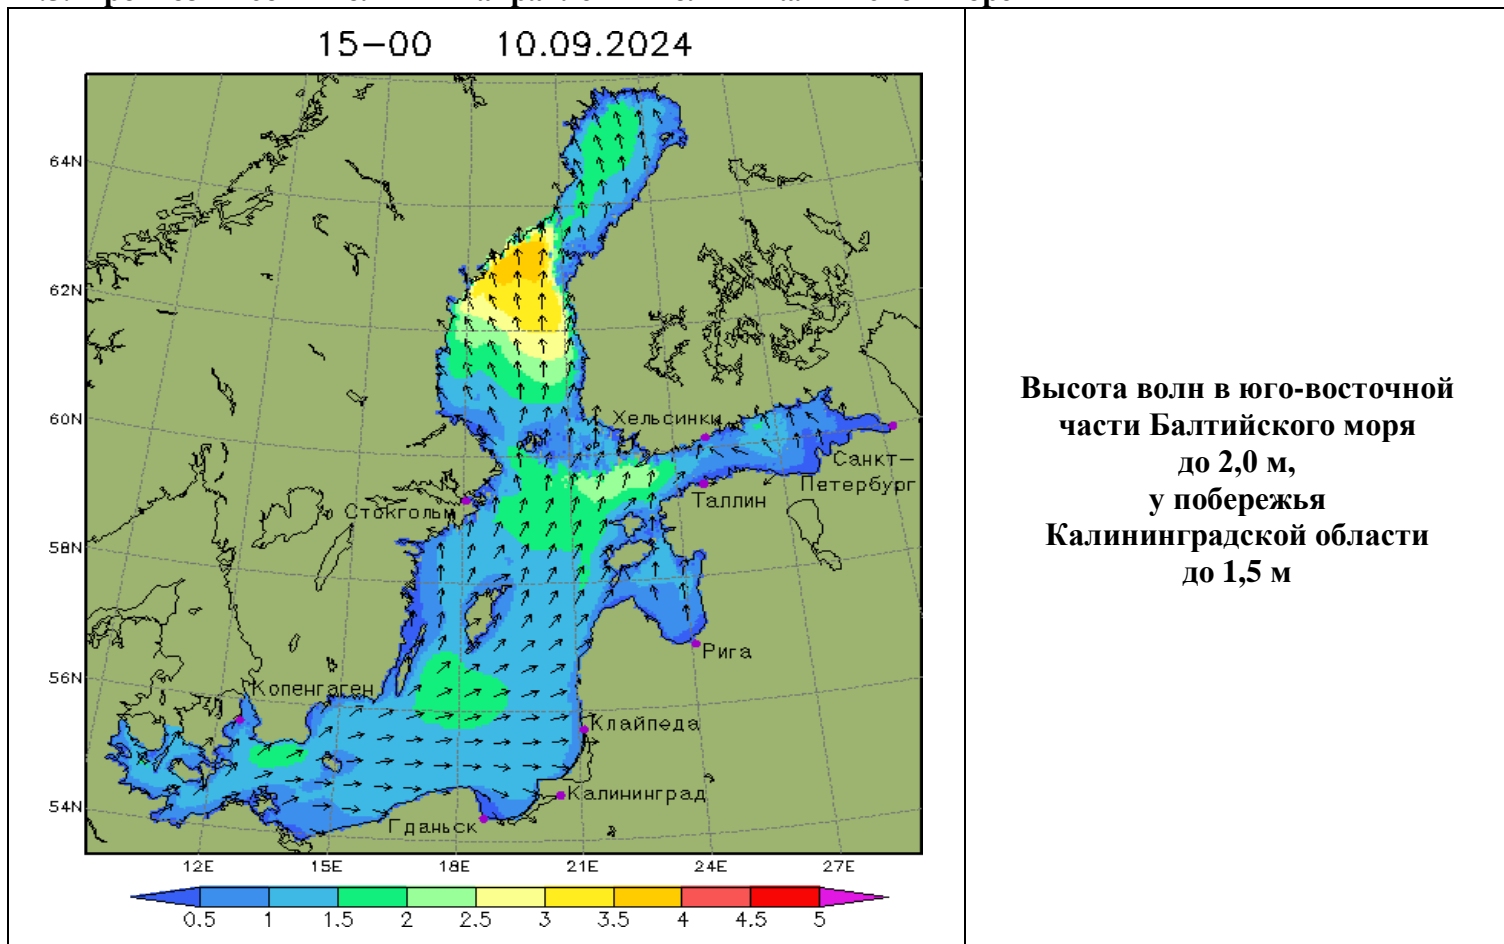 15-00 10.09.2024
64N
62N
60N
58N
56N
54N
Хельсинки
Санкт-
Петербург
Таллин
Стокгольм
Рига
Копенгаген
Клайпеда
Калининград
Гданьск
12E 15E 18E 21E 24E 27E
0.5 1 1.5 2 2.5 3 3.5 4 4.5 5
Высота волн в юго-восточной
части Балтийского моря
до 2,0 м,
у побережья
Калининградской области
до 1,5 м